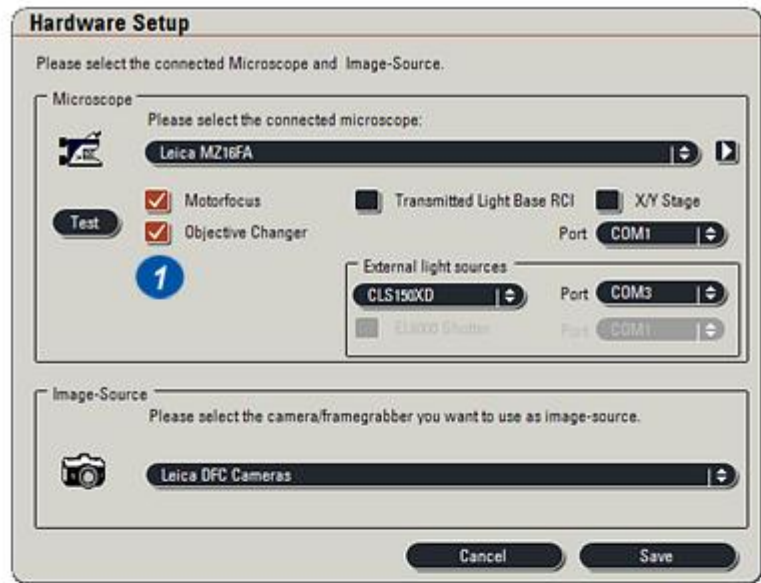 Hardware Setup
Please select the connected Microscope and Image-Source.
Microscope
Please select the connected microscope:
Leica MZ16FA
Motorfocus
Transmitted Light Base RCI
X/Y Stage
Test
Objective Changer
Port
COM1
1
External light sources
CLS150XD
Port
COM3
EL6000 Shutter
Port
COM1
Image-Source
Please select the camera/framegrabber you want to use as image-source.
Leica DFC Cameras
Cancel
Save